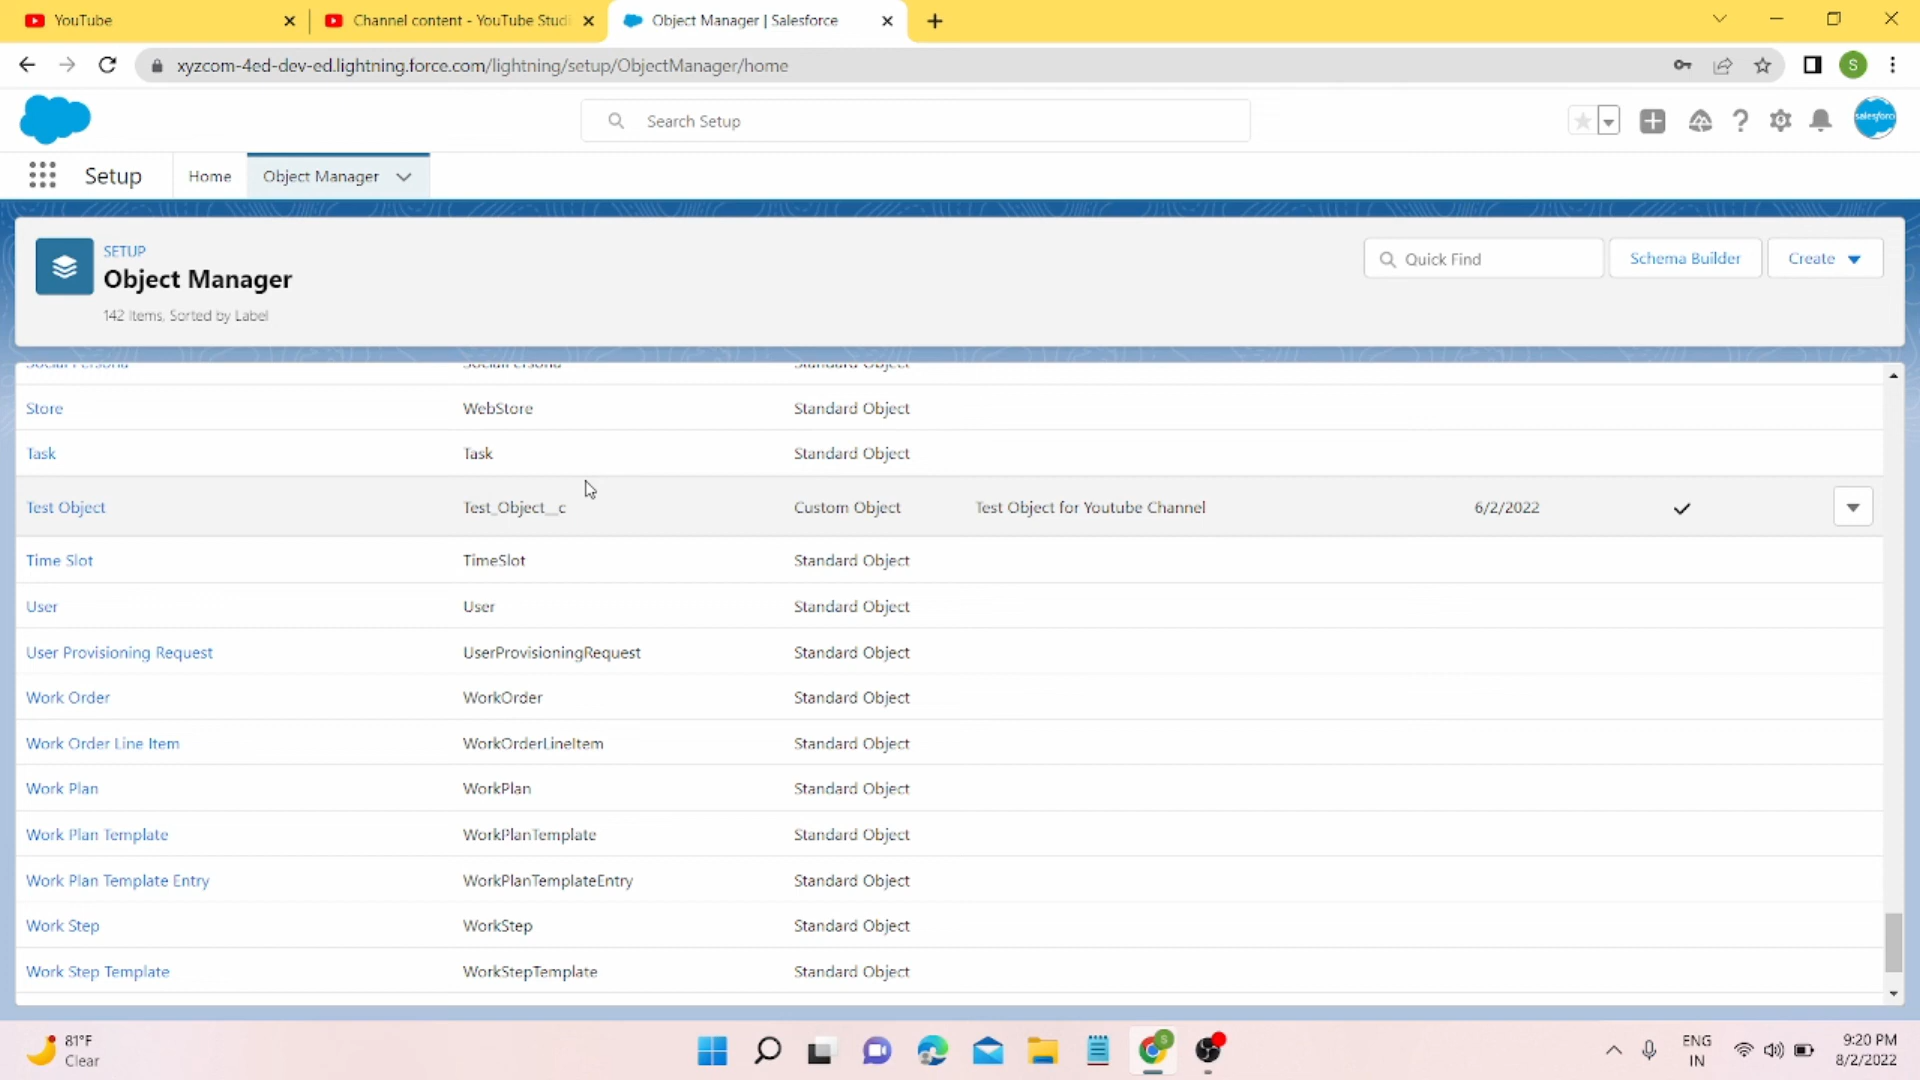 YouTube
Channel content - YouTube Studi
Object Manager | Salesforce
xyzcom-4ed-dev-ed.lightning.force.com/lightning/setup/ObjectManager/home
S
Search Setup
salesforc
Setup
Home
Object Manager
SETUP
Object Manager
142 Items, Sorted by Label
Quick Find
Schema Builder
Create
Social Persona SocialPersona Standard Object
Store WebStore Standard Object
Task Task Standard Object
Test Object Test_Object__c Custom Object Test Object for Youtube Channel 6/2/2022
Time Slot TimeSlot Standard Object
User User Standard Object
User Provisioning Request UserProvisioningRequest Standard Object
Work Order WorkOrder Standard Object
Work Order Line Item WorkOrderLineItem Standard Object
Work Plan WorkPlan Standard Object
Work Plan Template WorkPlanTemplate Standard Object
Work Plan Template Entry WorkPlanTemplateEntry Standard Object
Work Step WorkStep Standard Object
Work Step Template WorkStepTemplate Standard Object
81°F
Clear
S
ENG
IN
9:20 PM
8/2/2022